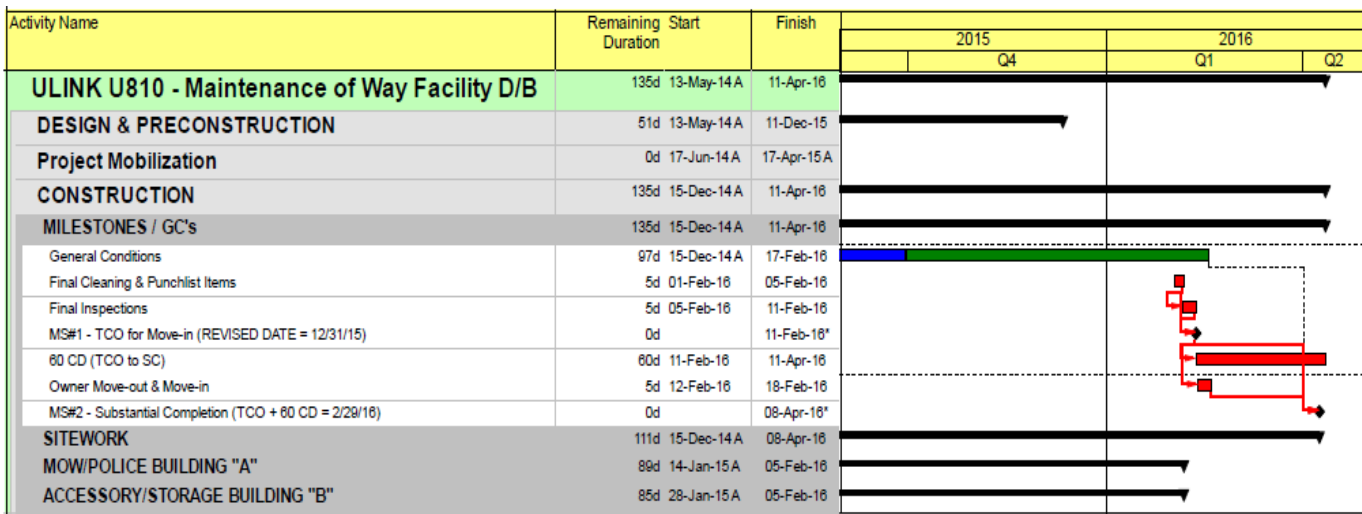 Activity Name Remaining Start Finish
Duration
2015 2016
Q4 Q1 Q2
ULINK U810 - Maintenance of Way Facility D/B 135d 13-May-14 A 11-Apr-16
DESIGN & PRECONSTRUCTION 51d 13-May-14 A 11-Dec-15
Project Mobilization 0d 17-Jun-14 A 17-Apr-15 A
CONSTRUCTION 135d 15-Dec-14 A 11-Apr-16
MILESTONES / GC's 135d 15-Dec-14 A 11-Apr-16
General Conditions 97d 15-Dec-14 A 17-Feb-16
Final Cleaning & Punchlist Items 5d 01-Feb-16 05-Feb-16
Final Inspections 5d 05-Feb-16 11-Feb-16
MS#1 - TCO for Move-in (REVISED DATE = 12/31/15) 0d 11-Feb-16*
60 CD (TCO to SC) 60d 11-Feb-16 11-Apr-16
Owner Move-out & Move-in 5d 12-Feb-16 18-Feb-16
MS#2 - Substantial Completion (TCO + 60 CD = 2/29/16) 0d 08-Apr-16*
SITEWORK 111d 15-Dec-14 A 08-Apr-16
MOW/POLICE BUILDING "A" 89d 14-Jan-15 A 05-Feb-16
ACCESSORY/STORAGE BUILDING "B" 85d 28-Jan-15 A 05-Feb-16